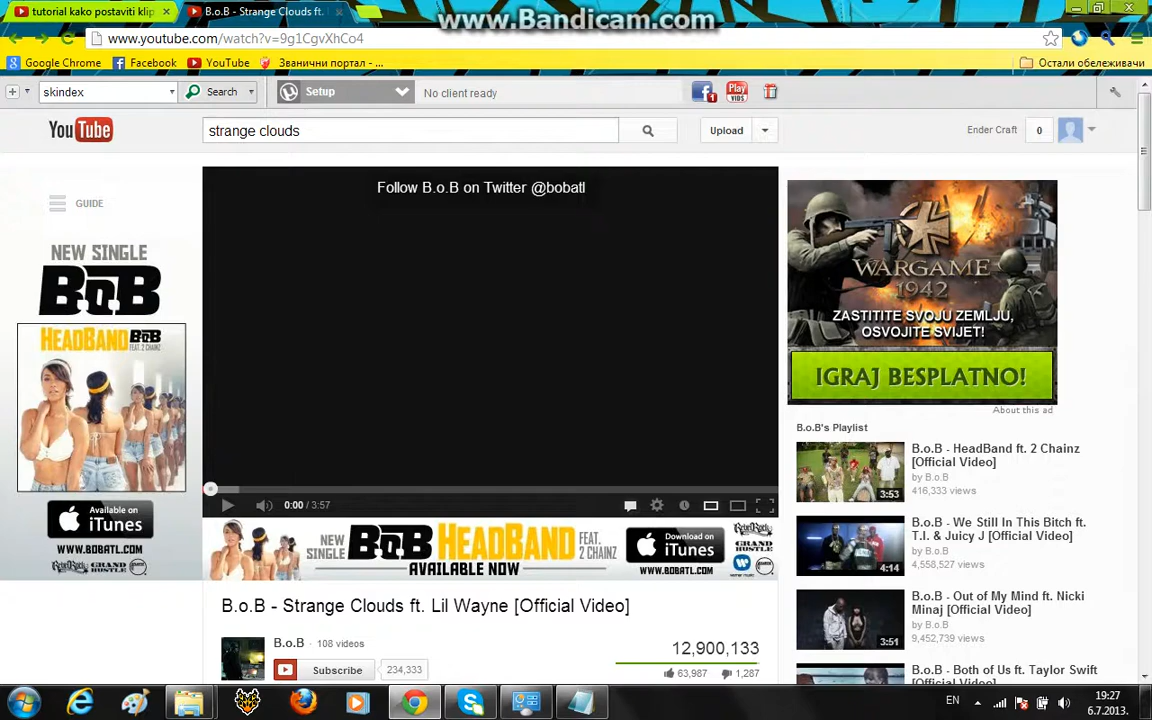 www.Bandicam.com
tutorial kako postaviti klip
B.o.B - Strange Clouds ft.
www.youtube.com/watch?v=9g1CgvXhCo4
Google Chrome
Facebook
YouTube
Званични портал - ...
Остали обележивачи
skindex
Search
Setup
No client ready
1
Play
VIDS
YouTube
strange clouds
Upload
Ender Craft
0
GUIDE
Follow B.o.B on Twitter @bobatl
NEW SINGLE
B.o.B
HEADBAND B.o.B
FEAT. 2 CHAINZ
Available on
iTunes
WWW.BOBATL.COM
GRAND HUSTLE
0:00 / 3:57
NEW SINGLE
B.o.B
HEADBAND
FEAT. 2 CHAINZ
AVAILABLE NOW
Download on
iTunes
WWW.BOBATL.COM
GRAND HUSTLE
WARGAME
1942
ZASTITITE SVOJU ZEMLJU,
OSVOJITE SVIJET!
IGRAJ BESPLATNO!
About this ad
B.o.B's Playlist
B.o.B - HeadBand ft. 2 Chainz
[Official Video]
by B.o.B
416,333 views
3:53
B.o.B - We Still In This Bitch ft.
T.I. & Juicy J [Official Video]
by B.o.B
4,558,527 views
4:14
B.o.B - Out of My Mind ft. Nicki
Minaj [Official Video]
by B.o.B
9,452,739 views
3:51
B.o.B - Both of Us ft. Taylor Swift
[Official Video]
B.o.B - Strange Clouds ft. Lil Wayne [Official Video]
B.o.B · 108 videos
Subscribe
234,333
12,900,133
63,987
1,287
EN
19:27
6.7.2013.